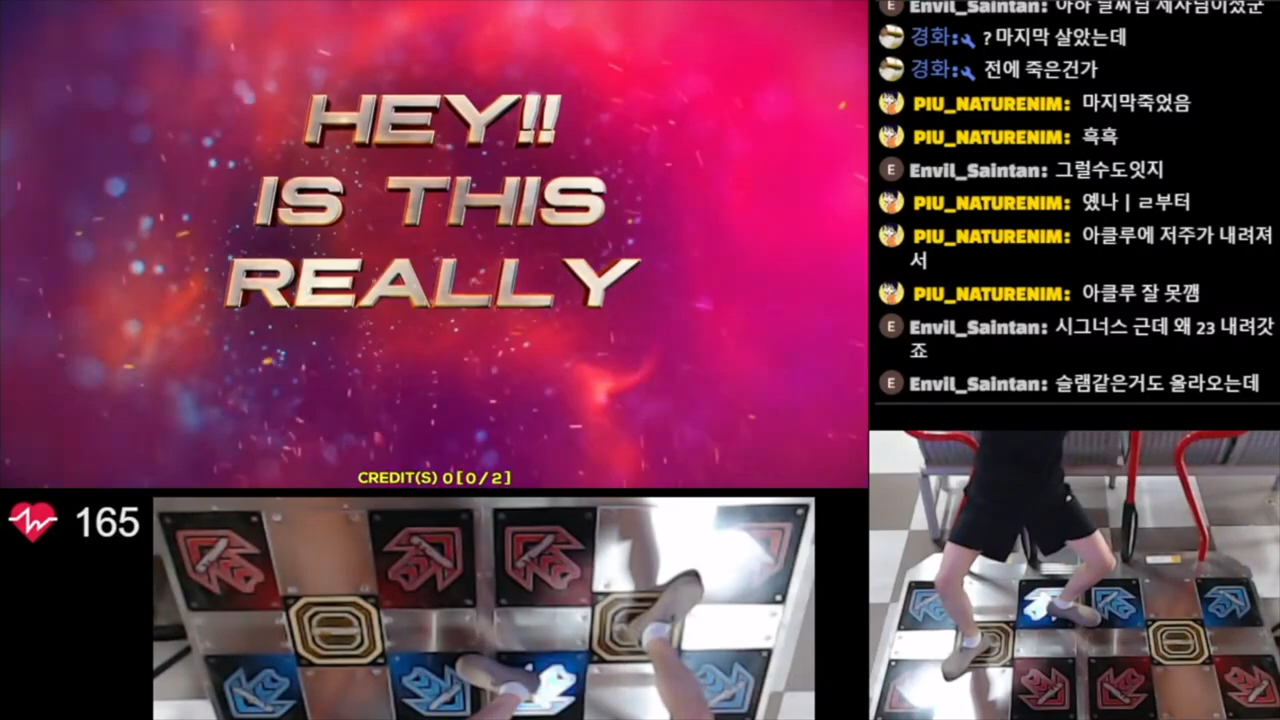 HEY!!
IS THIS
REALLY
CREDIT(S) 0[0/2]
165
경화: ? 마지막 살았는데
경화: 전에 죽은건가
PIU_NATURENIM: 마지막죽었음
PIU_NATURENIM: 흑흑
E Envil_Saintan: 그럴수도잇지
PIU_NATURENIM: 옜나 | ㄹ부터
PIU_NATURENIM: 아클루에 저주가 내려져
서
PIU_NATURENIM: 아클루 잘 못깸
E Envil_Saintan: 시그너스 근데 왜 23 내려갓
죠
E Envil_Saintan: 슬램같은거도 올라오는데